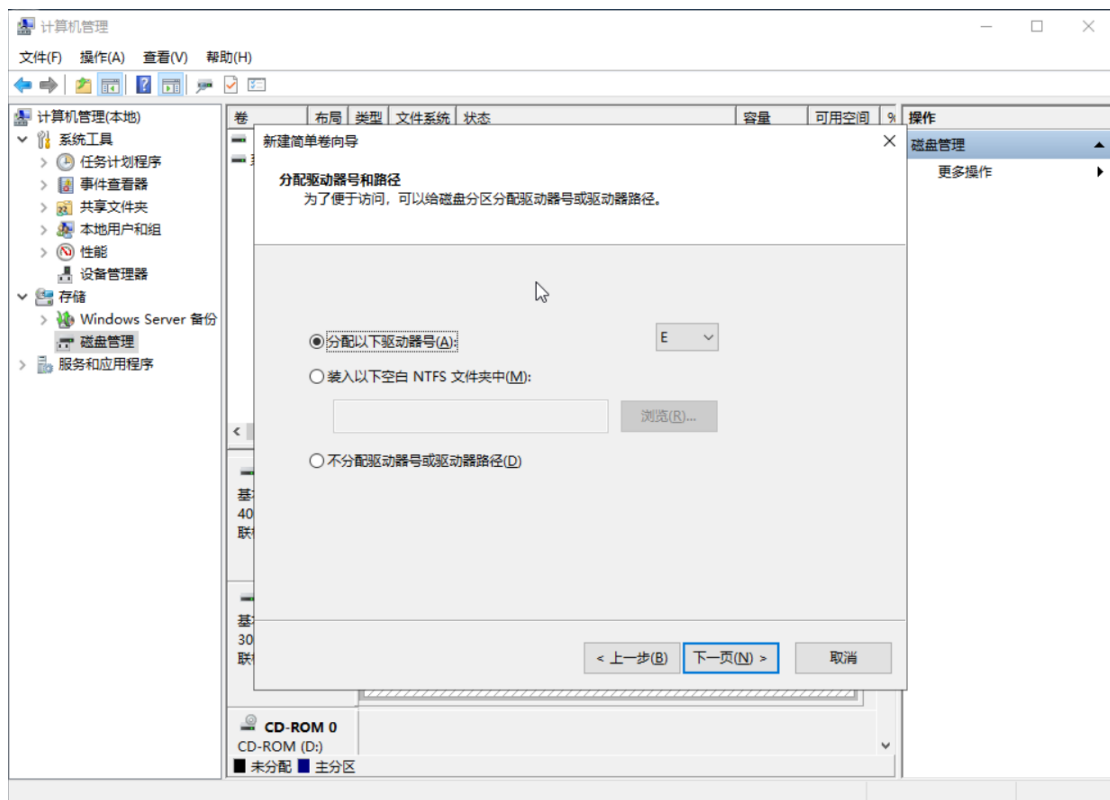 计算机管理
文件(F) 操作(A) 查看(V) 帮助(H)
计算机管理(本地)
系统工具
任务计划程序
事件查看器
共享文件夹
本地用户和组
性能
设备管理器
存储
Windows Server 备份
磁盘管理
服务和应用程序
卷 布局 类型 文件系统 状态 容量 可用空间 %
新建简单卷向导
分配驱动器号和路径
为了便于访问，可以给磁盘分区分配驱动器号或驱动器路径。
分配以下驱动器号(A): E
装入以下空白 NTFS 文件夹中(M):
浏览(R)...
不分配驱动器号或驱动器路径(D)
< 上一步(B) 下一页(N) > 取消
40
30
CD-ROM 0
CD-ROM (D:)
未分配 主分区
操作
磁盘管理
更多操作